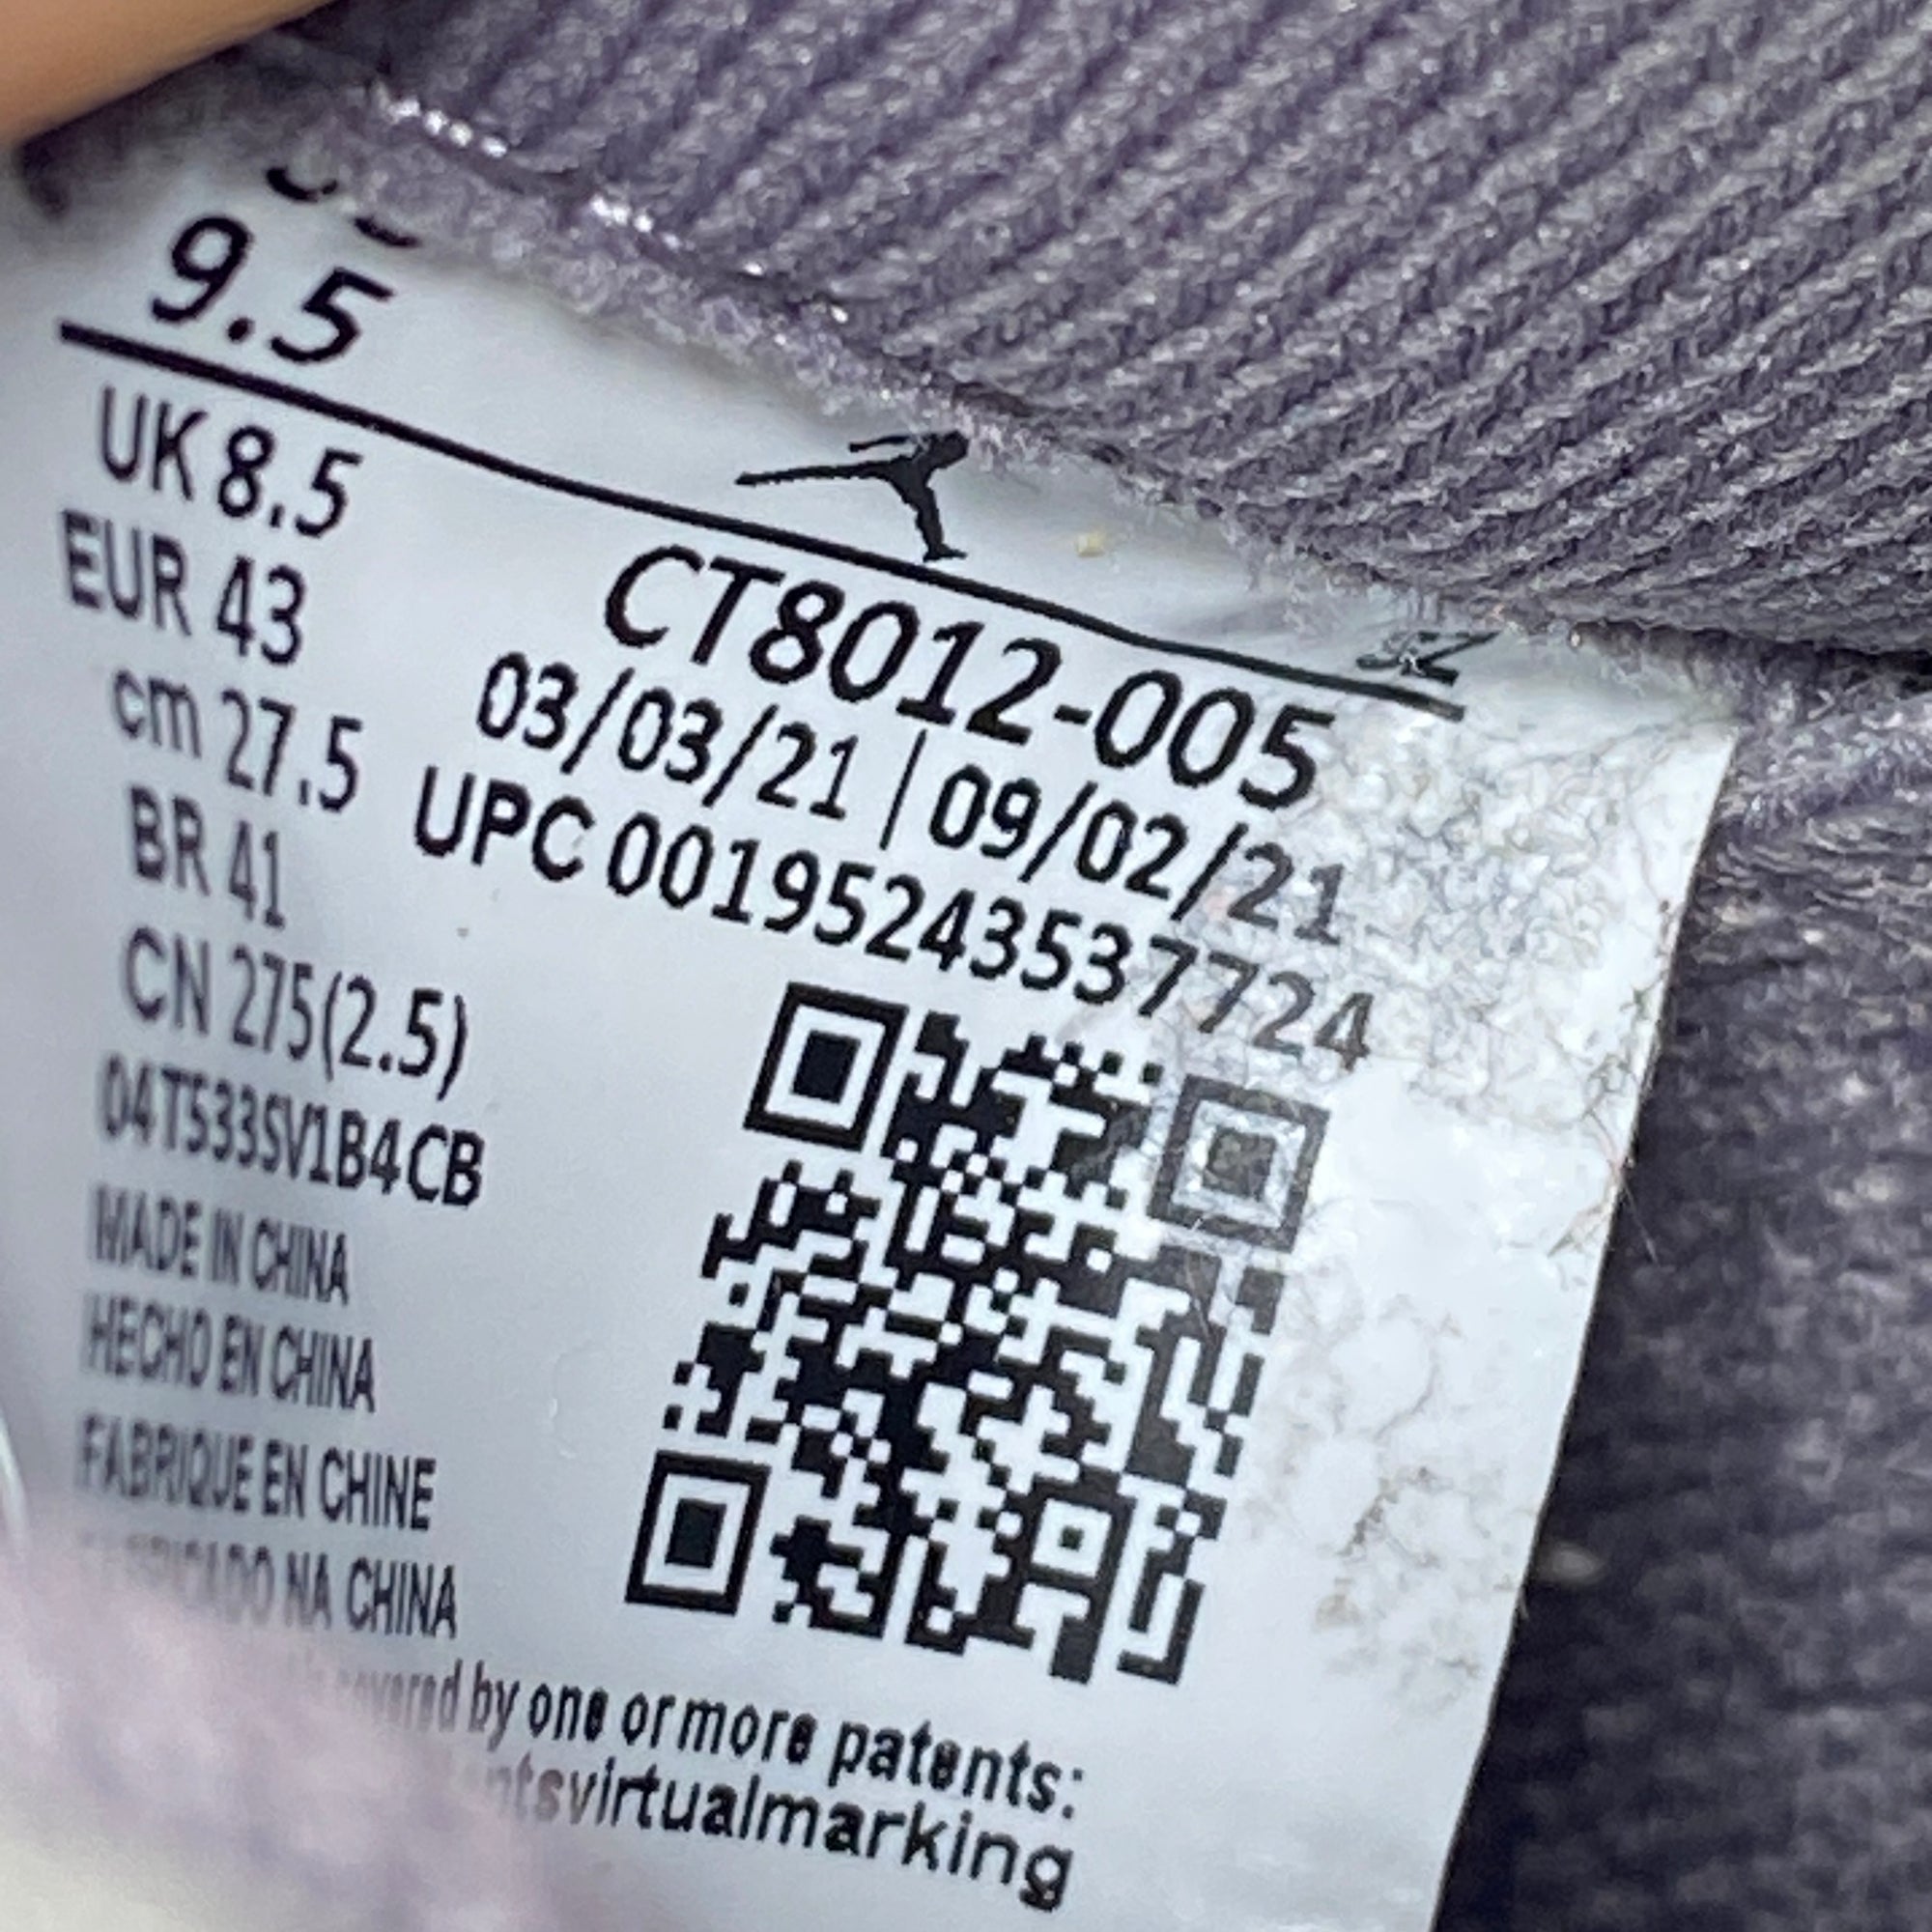 9.5
UK 8.5
EUR 43
cm 27.5
BR 41
CN 275(2.5)
04T533SV1B4CB
MADE IN CHINA
HECHO EN CHINA
FABRIQUE EN CHINE
NA CHINA
CT8012-005
03/03/21 | 09/02/21
UPC 00195243537724
by one or more patents:
virtualmarking